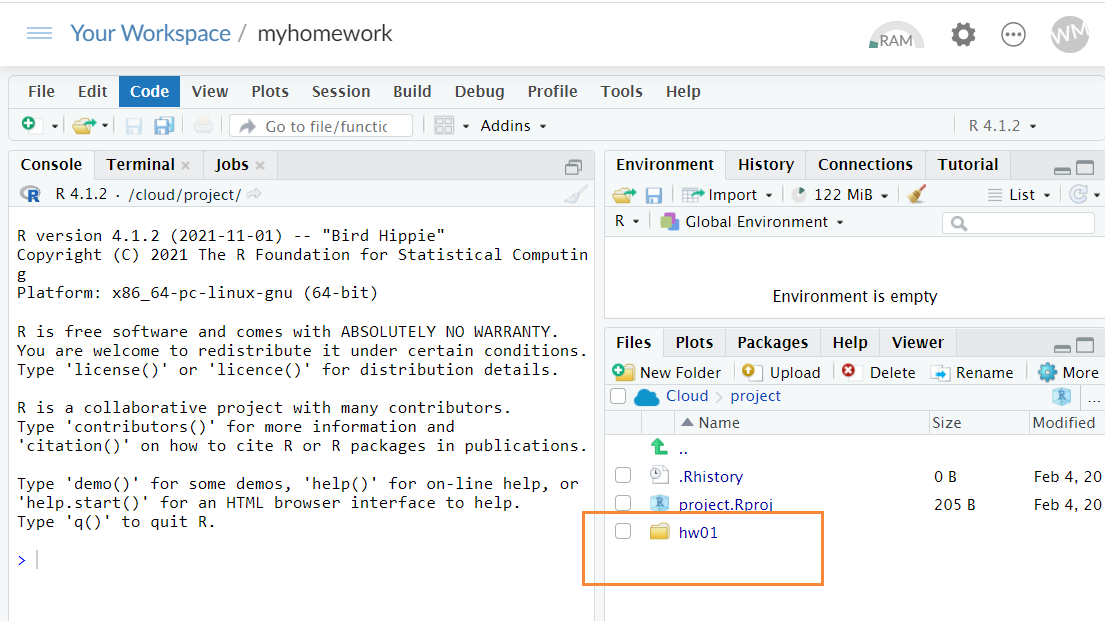 Your Workspace / myhomework
RAM
WM
File Edit Code View Plots Session Build Debug Profile Tools Help
Go to file/functic
Addins
R 4.1.2
Console Terminal Jobs
R 4.1.2 · /cloud/project/
R version 4.1.2 (2021-11-01) -- "Bird Hippie"
Copyright (C) 2021 The R Foundation for Statistical Computin
g
Platform: x86_64-pc-linux-gnu (64-bit)
R is free software and comes with ABSOLUTELY NO WARRANTY.
You are welcome to redistribute it under certain conditions.
Type 'license()' or 'licence()' for distribution details.
R is a collaborative project with many contributors.
Type 'contributors()' for more information and
'citation()' on how to cite R or R packages in publications.
Type 'demo()' for some demos, 'help()' for on-line help, or
'help.start()' for an HTML browser interface to help.
Type 'q()' to quit R.
>
Environment History Connections Tutorial
Import 122 MiB List
R Global Environment
Environment is empty
Files Plots Packages Help Viewer
New Folder Upload Delete Rename More
Cloud project ...
Name Size Modified
..
.Rhistory 0 B Feb 4, 20
project.Rproj 205 B Feb 4, 20
hw01